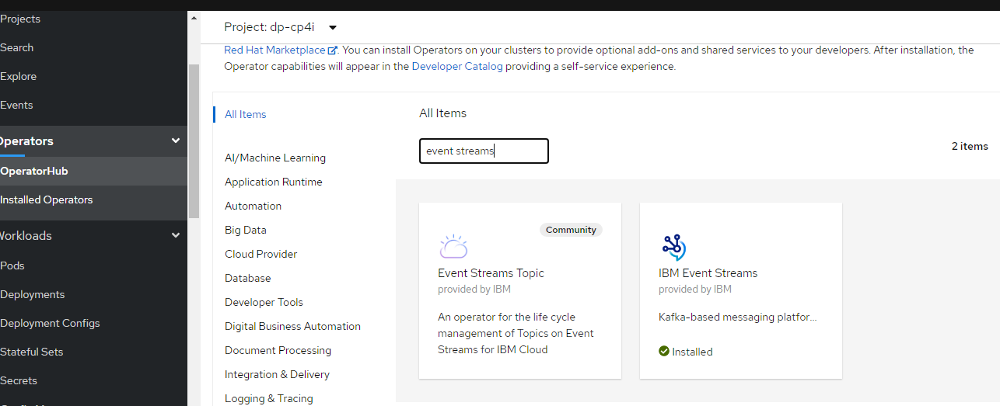 Projects
Search
Explore
Events
Operators
OperatorHub
Installed Operators
Workloads
Pods
Deployments
Deployment Configs
Stateful Sets
Secrets
Project: dp-cp4i
Red Hat Marketplace. You can install Operators on your clusters to provide optional add-ons and shared services to your developers. After installation, the
Operator capabilities will appear in the Developer Catalog providing a self-service experience.
All Items
AI/Machine Learning
Application Runtime
Automation
Big Data
Cloud Provider
Database
Developer Tools
Digital Business Automation
Document Processing
Integration & Delivery
Logging & Tracing
All Items
event streams
2 items
Community
Event Streams Topic
provided by IBM
An operator for the life cycle
management of Topics on Event
Streams for IBM Cloud
IBM Event Streams
provided by IBM
Kafka-based messaging platfor...
Installed